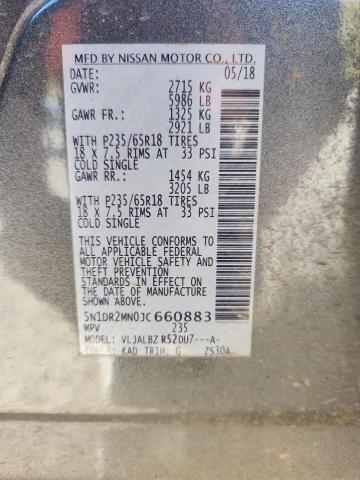 MFD BY NISSAN MOTOR CO., LTD.
DATE: 05/18
GVWR: 2715 KG
5986 LB
GAWR FR.: 1325 KG
2921 LB
WITH P235/65R18 TIRES
18 X 7.5 RIMS AT 33 PSI
COLD SINGLE
GAWR RR.: 1454 KG
3205 LB
WITH P235/65R18 TIRES
18 X 7.5 RIMS AT 33 PSI
COLD SINGLE
THIS VEHICLE CONFORMS TO
ALL APPLICABLE FEDERAL
MOTOR VEHICLE SAFETY AND
THEFT PREVENTION
STANDARDS IN EFFECT ON
THE DATE OF MANUFACTURE
SHOWN ABOVE.
5N1DR2MN0JC660883
MPV 235
MODEL: VLJALBZ R52DU7---A-
COLOR: KAD TRIM: G ZS30A